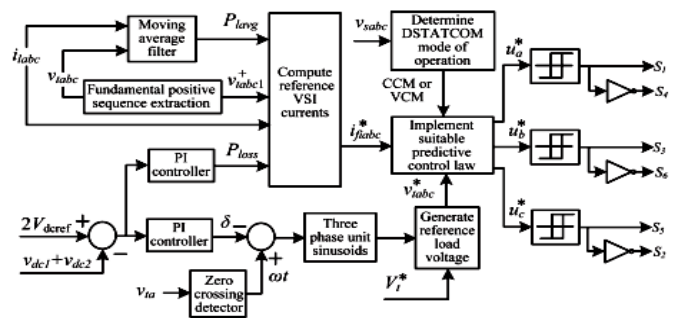 Moving
average
filter
P_lavg
i_labc
v_tabc
Fundamental positive
sequence extraction
v_tabc1^+
Compute
reference
VSI
currents
v_sabc
Determine
DSTATCOM
mode of
operation
CCM or
VCM
i_fiabc^*
Implement
suitable
predictive
control law
u_a^*
S_1
S_4
u_b^*
S_3
S_6
u_c^*
S_5
S_2
PI
controller
P_loss
2V_dcref
+
−
v_dc1+v_dc2
PI
controller
δ
−
+
ωt
Three
phase unit
sinusoids
v_tabc^*
Generate
reference
load
voltage
v_ta
Zero
crossing
detector
V_t^*